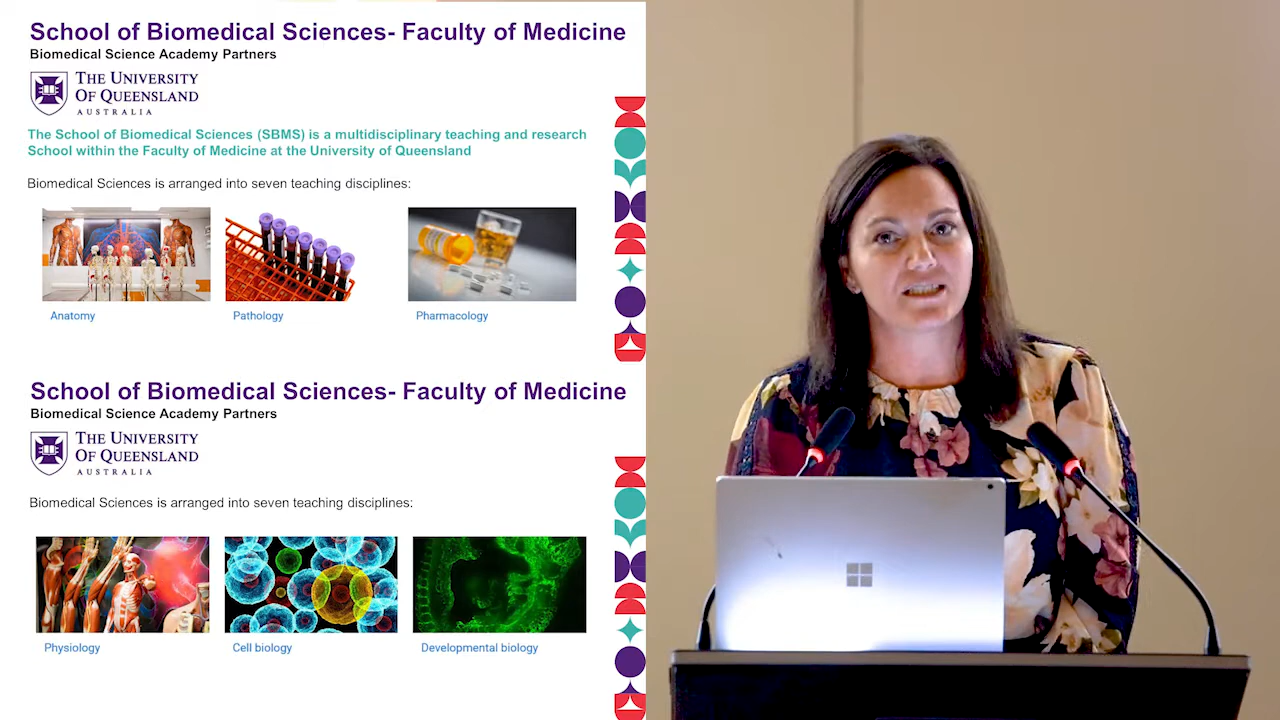 School of Biomedical Sciences- Faculty of Medicine
Biomedical Science Academy Partners
THE UNIVERSITY
OF QUEENSLAND
AUSTRALIA
The School of Biomedical Sciences (SBMS) is a multidisciplinary teaching and research
School within the Faculty of Medicine at the University of Queensland
Biomedical Sciences is arranged into seven teaching disciplines:
Anatomy
Pathology
Pharmacology
School of Biomedical Sciences- Faculty of Medicine
Biomedical Science Academy Partners
THE UNIVERSITY
OF QUEENSLAND
AUSTRALIA
Biomedical Sciences is arranged into seven teaching disciplines:
Physiology
Cell biology
Developmental biology